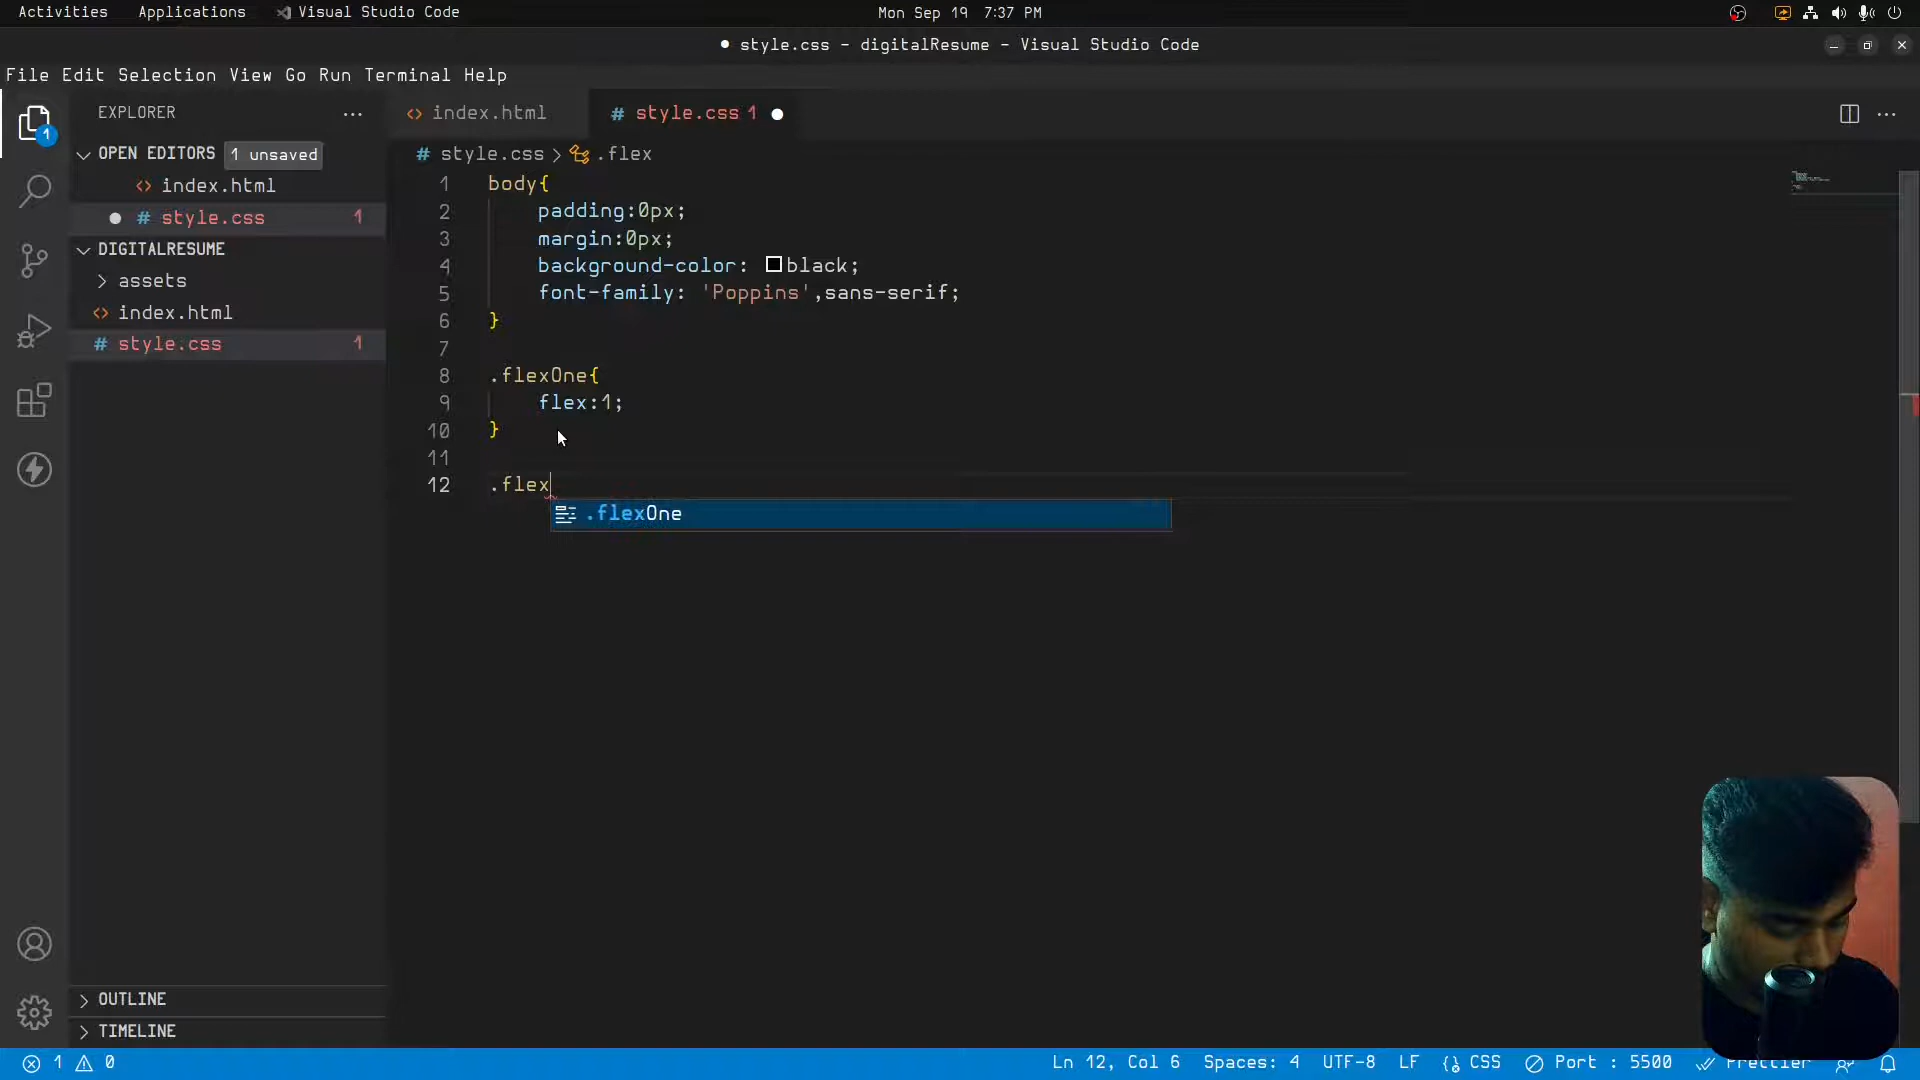 Activities Applications Visual Studio Code Mon Sep 19 7:37 PM
● style.css - digitalResume - Visual Studio Code
File Edit Selection View Go Run Terminal Help
EXPLORER ...
OPEN EDITORS 1 unsaved
<> index.html
● # style.css 1
DIGITALRESUME
> assets
<> index.html
# style.css 1
OUTLINE
TIMELINE
1
<> index.html # style.css 1 ●
# style.css > .flex
1 body{
2 padding:0px;
3 margin:0px;
4 background-color: black;
5 font-family: 'Poppins',sans-serif;
6 }
7
8 .flexOne{
9 flex:1;
10 }
11
12 .flex
.flexOne
1 0 Ln 12, Col 6 Spaces: 4 UTF-8 LF {} CSS Port : 5500 Prettier